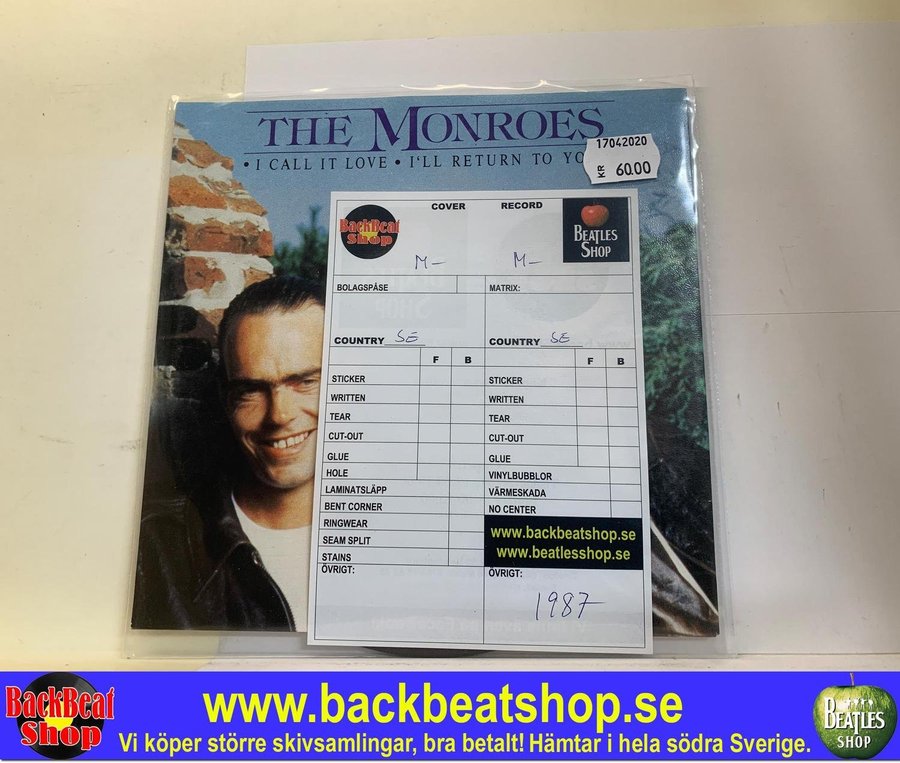 THE MONROES
• I CALL IT LOVE • I'LL RETURN TO YO
17042020
KR 60.00
COVER RECORD
BackBeat
Shop
BEATLES
SHOP
M- M-
BOLAGSPÅSE MATRIX:
COUNTRY SE COUNTRY SE
F B F B
STICKER STICKER
WRITTEN WRITTEN
TEAR TEAR
CUT-OUT CUT-OUT
GLUE GLUE
HOLE VINYLBUBBLOR
LAMINATSLÄPP VÄRMESKADA
BENT CORNER NO CENTER
RINGWEAR
SEAM SPLIT
STAINS
www.backbeatshop.se
www.beatlesshop.se
ÖVRIGT: ÖVRIGT:
1987
BackBeat
Shop
www.backbeatshop.se
Vi köper större skivsamlingar, bra betalt! Hämtar i hela södra Sverige.
BEATLES
SHOP